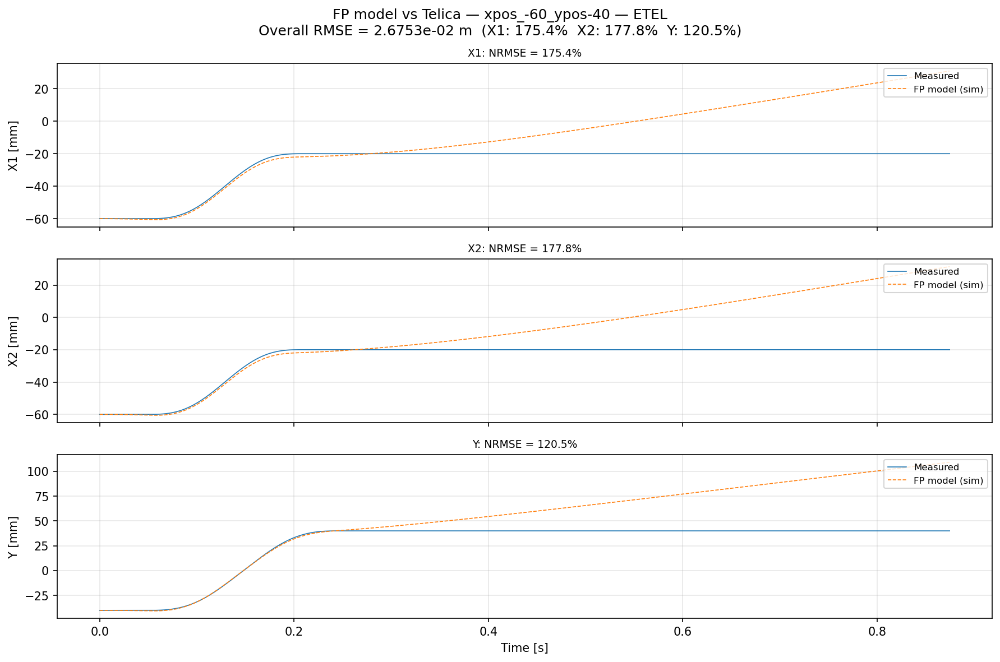 FP model vs Telica — xpos_-60_ypos-40 — ETEL
Overall RMSE = 2.6753e-02 m  (X1: 175.4%  X2: 177.8%  Y: 120.5%)
X1: NRMSE = 175.4%
Measured
FP model (sim)
X1 [mm]
20
0
−20
−40
−60
X2: NRMSE = 177.8%
Measured
FP model (sim)
X2 [mm]
20
0
−20
−40
−60
Y: NRMSE = 120.5%
Measured
FP model (sim)
Y [mm]
100
75
50
25
0
−25
0.0 0.2 0.4 0.6 0.8
Time [s]